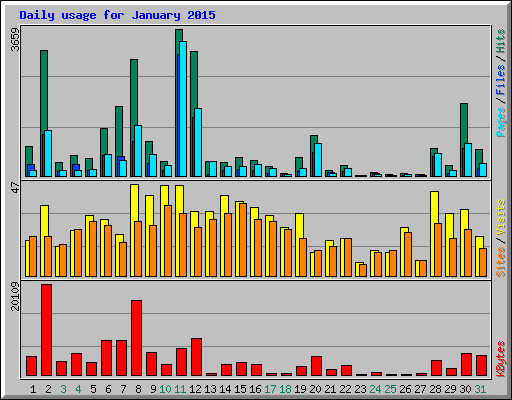 Daily usage for January 2015
3659
Pages / Files / Hits
47
Sites / Visits
20109
KBytes
1 2 3 4 5 6 7 8 9 10 11 12 13 14 15 16 17 18 19 20 21 22 23 24 25 26 27 28 29 30 31